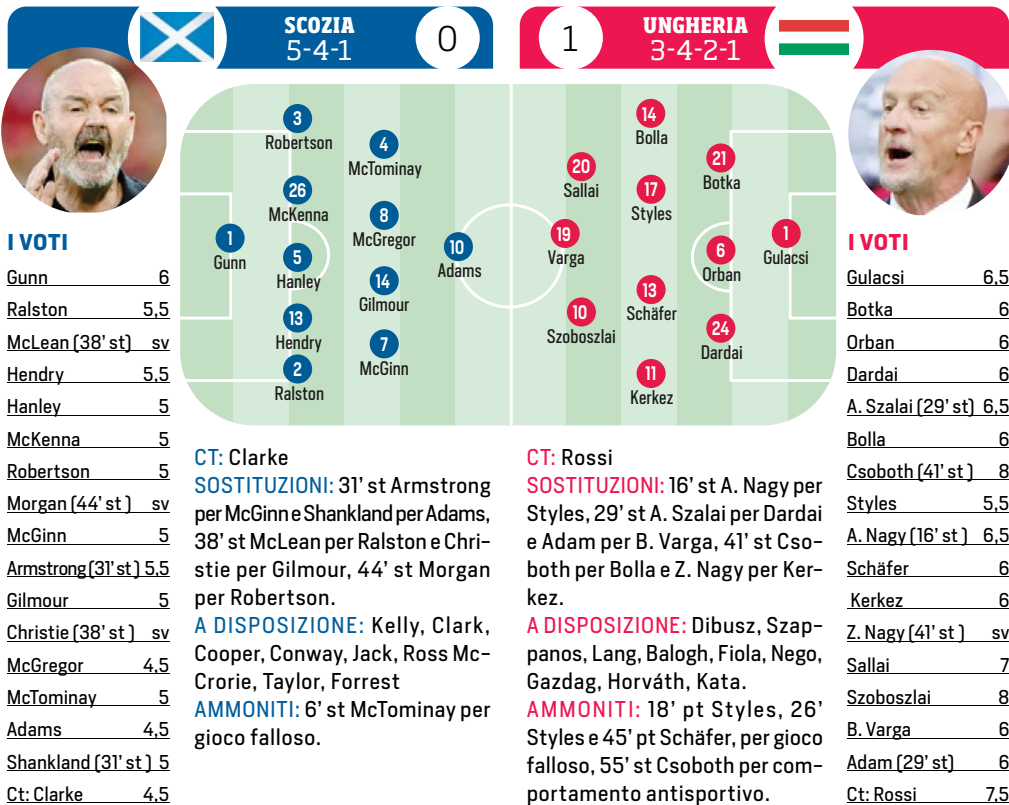 SCOZIA
5-4-1
0
1
UNGHERIA
3-4-2-1
3
Robertson
4
McTominay
26
McKenna
8
McGregor
1
Gunn
5
Hanley
10
Adams
14
Gilmour
13
Hendry
7
McGinn
2
Ralston
14
Bolla
20
Sallai
21
Botka
17
Styles
19
Varga
1
Gulacsi
6
Orban
13
Schäfer
10
Szoboszlai
24
Dardai
11
Kerkez
I VOTI
Gunn 6
Ralston 5,5
McLean (38' st) sv
Hendry 5,5
Hanley 5
McKenna 5
Robertson 5
Morgan (44' st ) sv
McGinn 5
Armstrong (31' st ) 5,5
Gilmour 5
Christie (38' st ) sv
McGregor 4,5
McTominay 5
Adams 4,5
Shankland (31' st ) 5
Ct: Clarke 4,5
CT: Clarke
SOSTITUZIONI: 31' st Armstrong
per McGinn e Shankland per Adams,
38' st McLean per Ralston e Chri-
stie per Gilmour, 44' st Morgan
per Robertson.
A DISPOSIZIONE: Kelly, Clark,
Cooper, Conway, Jack, Ross Mc-
Crorie, Taylor, Forrest
AMMONITI: 6' st McTominay per
gioco falloso.
CT: Rossi
SOSTITUZIONI: 16' st A. Nagy per
Styles, 29' st A. Szalai per Dardai
e Adam per B. Varga, 41' st Cso-
both per Bolla e Z. Nagy per Ker-
kez.
A DISPOSIZIONE: Dibusz, Szap-
panos, Lang, Balogh, Fiola, Nego,
Gazdag, Horváth, Kata.
AMMONITI: 18' pt Styles, 26'
Styles e 45' pt Schäfer, per gioco
falloso, 55' st Csoboth per com-
portamento antisportivo.
I VOTI
Gulacsi 6,5
Botka 6
Orban 6
Dardai 6
A. Szalai (29' st) 6,5
Bolla 6
Csoboth (41' st ) 8
Styles 5,5
A. Nagy (16' st ) 6,5
Schäfer 6
Kerkez 6
Z. Nagy (41' st ) sv
Sallai 7
Szoboszlai 8
B. Varga 6
Adam (29' st) 6
Ct: Rossi 7,5